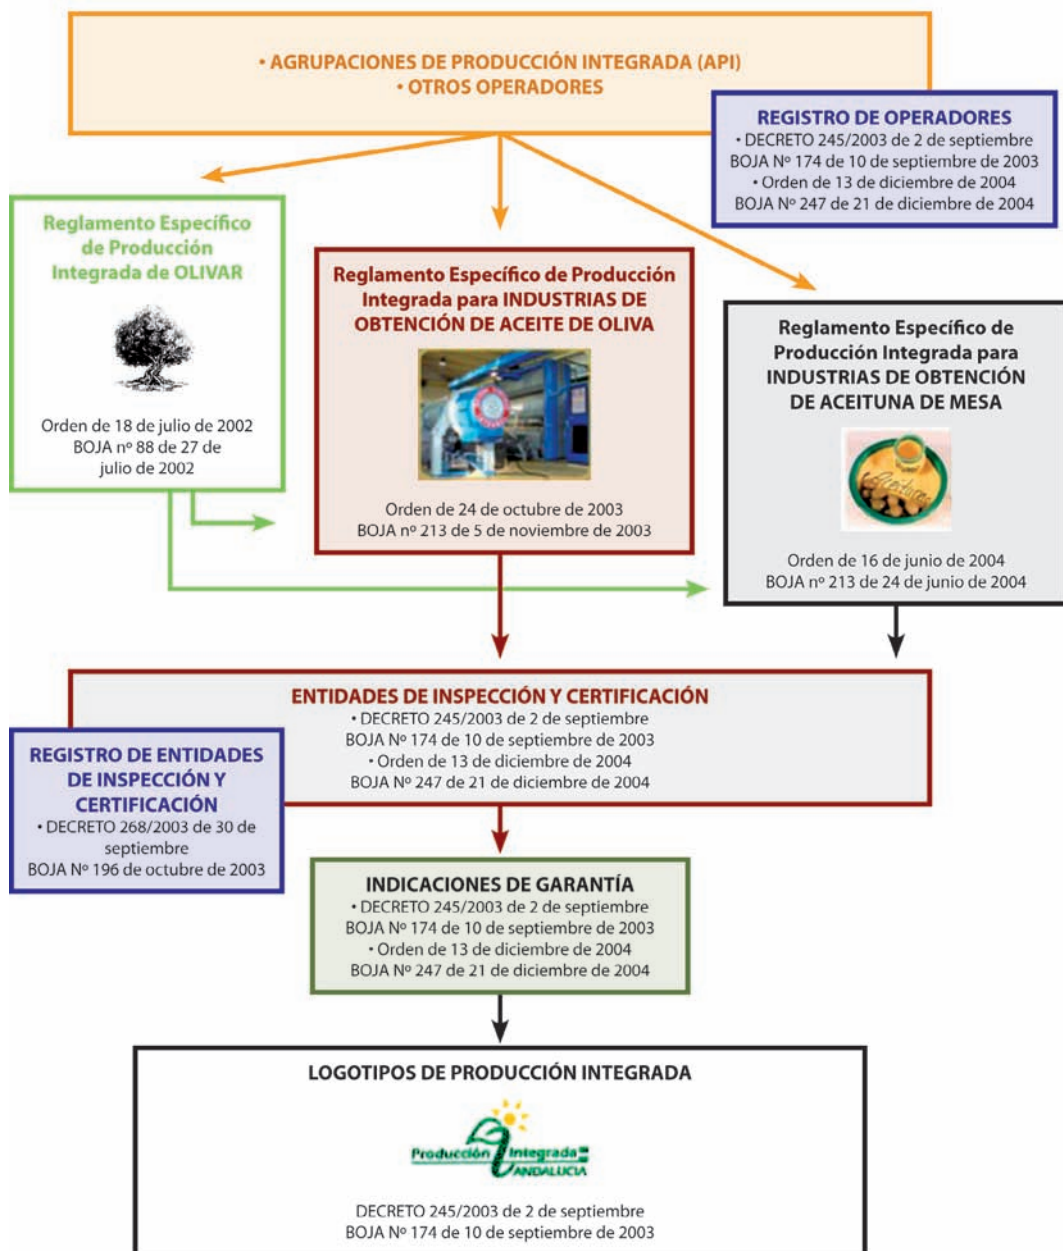 • AGRUPACIONES DE PRODUCCIÓN INTEGRADA (API)
• OTROS OPERADORES
REGISTRO DE OPERADORES
• DECRETO 245/2003 de 2 de septiembre
BOJA Nº 174 de 10 de septiembre de 2003
• Orden de 13 de diciembre de 2004
BOJA Nº 247 de 21 de diciembre de 2004
Reglamento Específico
de Producción
Integrada de OLIVAR
Orden de 18 de julio de 2002
BOJA nº 88 de 27 de
julio de 2002
Reglamento Específico de Producción
Integrada para INDUSTRIAS DE
OBTENCIÓN DE ACEITE DE OLIVA
Orden de 24 de octubre de 2003
BOJA nº 213 de 5 de noviembre de 2003
Reglamento Específico de
Producción Integrada para
INDUSTRIAS DE OBTENCIÓN
DE ACEITUNA DE MESA
Aceitunas
Orden de 16 de junio de 2004
BOJA nº 213 de 24 de junio de 2004
ENTIDADES DE INSPECCIÓN Y CERTIFICACIÓN
• DECRETO 245/2003 de 2 de septiembre
BOJA Nº 174 de 10 de septiembre de 2003
• Orden de 13 de diciembre de 2004
BOJA Nº 247 de 21 de diciembre de 2004
REGISTRO DE ENTIDADES
DE INSPECCIÓN Y
CERTIFICACIÓN
• DECRETO 268/2003 de 30 de
septiembre
BOJA Nº 196 de octubre de 2003
INDICACIONES DE GARANTÍA
• DECRETO 245/2003 de 2 de septiembre
BOJA Nº 174 de 10 de septiembre de 2003
• Orden de 13 de diciembre de 2004
BOJA Nº 247 de 21 de diciembre de 2004
LOGOTIPOS DE PRODUCCIÓN INTEGRADA
Producción Integrada
ANDALUCIA
DECRETO 245/2003 de 2 de septiembre
BOJA Nº 174 de 10 de septiembre de 2003